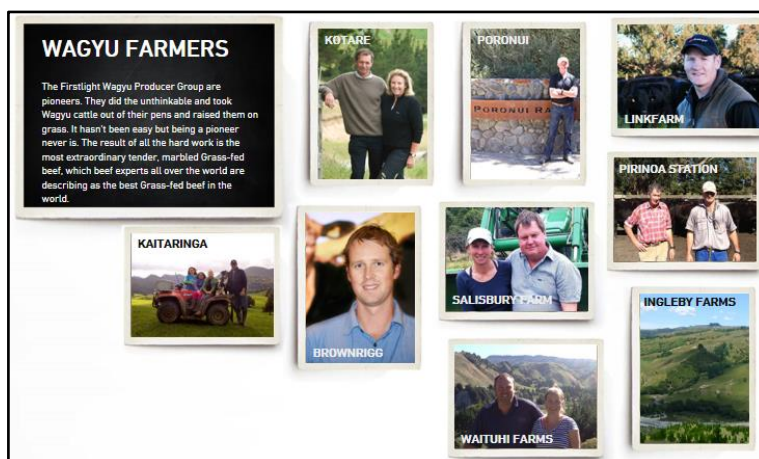 WAGYU FARMERS
The Firstlight Wagyu Producer Group are
pioneers. They did the unthinkable and took
Wagyu cattle out of their pens and raised them on
grass. It hasn't been easy but being a pioneer
never is. The result of all the hard work is the
most extraordinary tender, marbled Grass-fed
beef, which beef experts all over the world are
describing as the best Grass-fed beef in the
world.
KOTARE
PORONUI
PORONUI RA
LINKFARM
PIRINOA STATION
KAITARINGA
BROWNRIGG
SALISBURY FARM
INGLEBY FARMS
WAITUHI FARMS